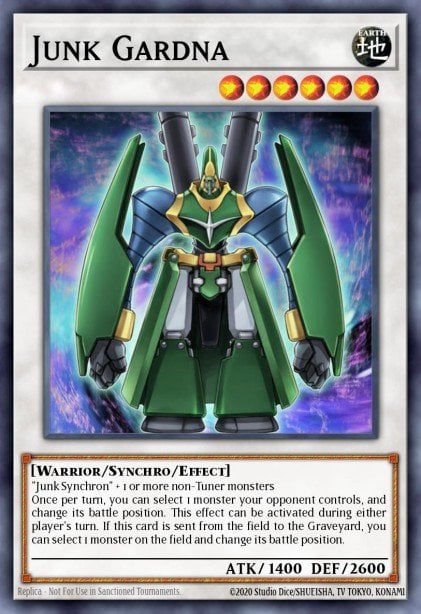 JUNK GARDNA
EARTH
地
[WARRIOR/SYNCHRO/EFFECT]
"Junk Synchron" + 1 or more non-Tuner monsters
Once per turn, you can select 1 monster your opponent controls, and
change its battle position. This effect can be activated during either
player's turn. If this card is sent from the field to the Graveyard, you
can select 1 monster on the field and change its battle position.
ATK/1400 DEF/2600
Replica - Not For Use in Sanctioned Tournaments.
©2020 Studio Dice/SHUEISHA, TV TOKYO, KONAMI